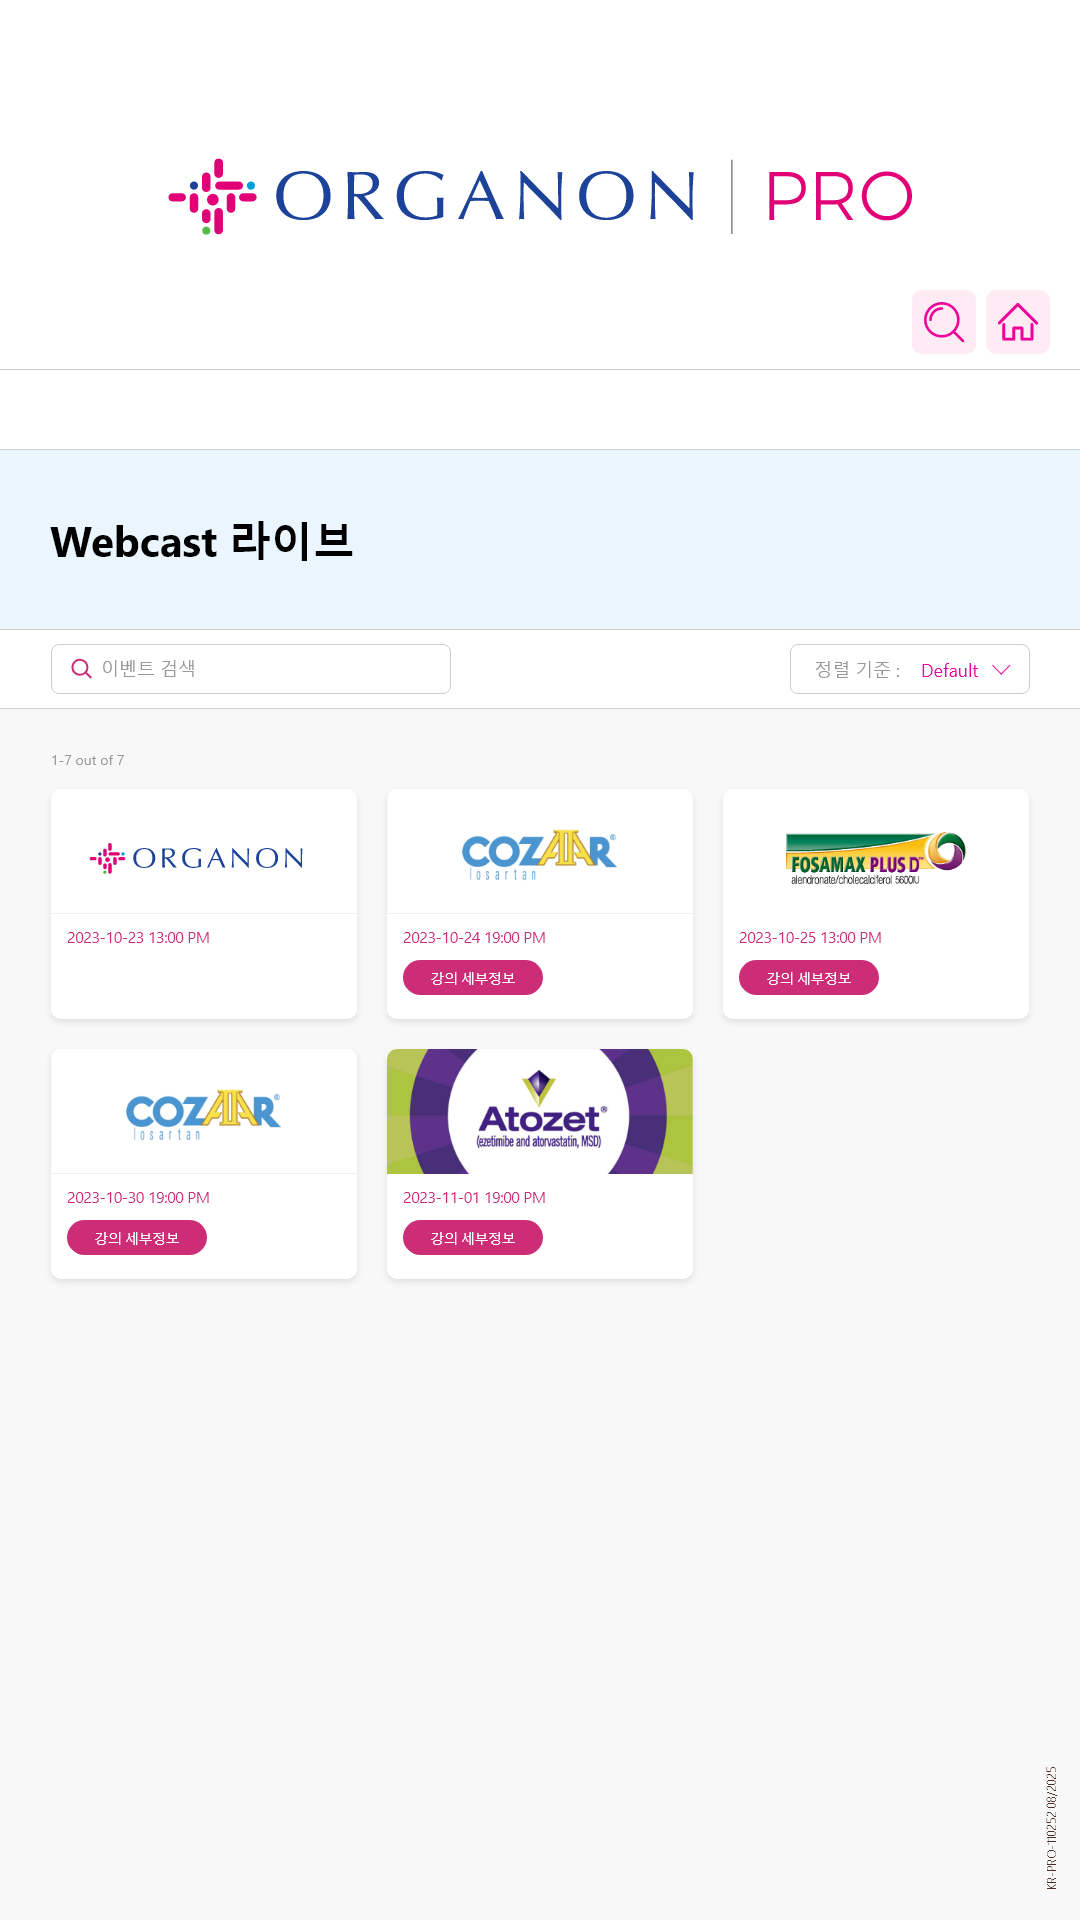 ORGANON | PRO
Webcast 라이브
이벤트 검색
정렬 기준 : Default
1-7 out of 7
ORGANON
2023-10-23 13:00 PM
COZAAR®
losartan
2023-10-24 19:00 PM
강의 세부정보
FOSAMAX PLUS D™
alendronate/cholecalciferol 5600IU
2023-10-25 13:00 PM
강의 세부정보
COZAAR®
losartan
2023-10-30 19:00 PM
강의 세부정보
Atozet®
(ezetimibe and atorvastatin, MSD)
2023-11-01 19:00 PM
강의 세부정보
KR-PRO-110252 08/2025